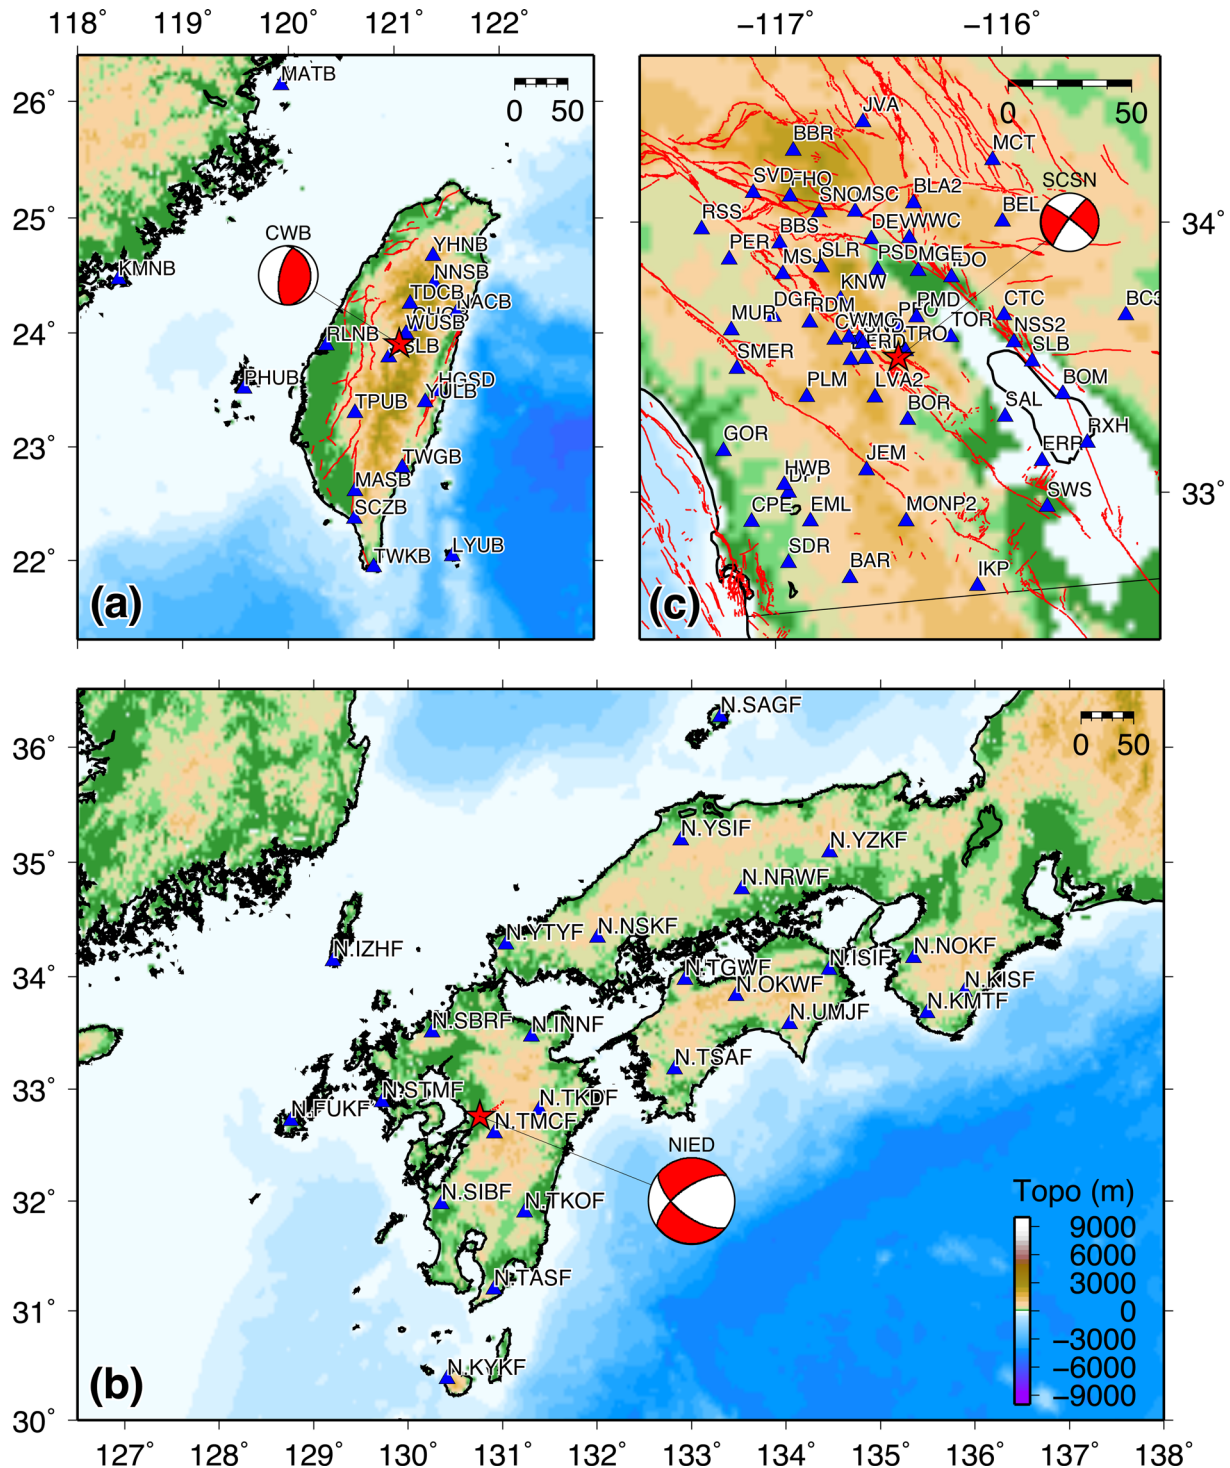 118° 119° 120° 121° 122°
−117° −116°
26°
25°
24°
23°
22°
MATB
0 50
KMNB
CWB
YHNB
NNSB
TDCB
NACB
WUSB
RLNB
PHUB
HGSD
YULB
TPUB
TWGB
MASB
SCZB
TWKB
LYUB
(a)
JVA
0 50
BBR
MCT
SVD
SCSN
BLA2
RSS
BEL
BBS
DEV
WWC
PER
SLR
MSJ
PSD
MGE
KNW
DGR
RDM
PMD
CTC
BC3
MUR
TOR
NSS2
TRO
SLB
SMER
PLM
LVA2
BOM
BOR
SAL
RXH
GOR
JEM
ERR
HWB
CPE
EML
MONP2
SWS
SDR
BAR
IKP
34°
33°
(c)
36°
35°
34°
33°
32°
31°
30°
N.SAGF
0 50
N.YSIF
N.YZKF
N.NRWF
N.YTYF
N.NSKF
N.IZHF
N.TGWF
N.ISIF
N.NOKF
N.OKWF
N.KISF
N.KMTF
N.SBRF
N.INNF
N.UMJF
N.TSAF
N.STMF
N.FUKF
N.TKDF
N.TMCF
NIED
N.SIBF
N.TKOF
N.TASF
N.KYKF
Topo (m)
9000
6000
3000
0
−3000
−6000
−9000
(b)
127° 128° 129° 130° 131° 132° 133° 134° 135° 136° 137° 138°